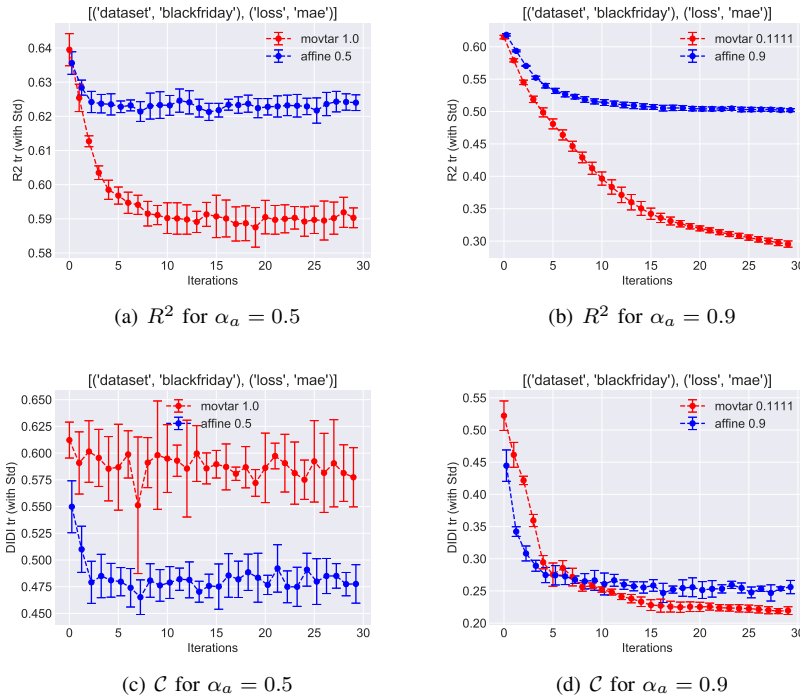 [('dataset', 'blackfriday'), ('loss', 'mae')]
movtar 1.0
affine 0.5
R2 tr (with Std)
0.64
0.63
0.62
0.61
0.60
0.59
0.58
0 5 10 15 20 25 30
Iterations
(a) R² for αₐ = 0.5
[('dataset', 'blackfriday'), ('loss', 'mae')]
movtar 0.1111
affine 0.9
R2 tr (with Std)
0.60
0.55
0.50
0.45
0.40
0.35
0.30
0 5 10 15 20 25 30
Iterations
(b) R² for αₐ = 0.9
[('dataset', 'blackfriday'), ('loss', 'mae')]
movtar 1.0
affine 0.5
DIDI tr (with Std)
0.650
0.625
0.600
0.575
0.550
0.525
0.500
0.475
0.450
0 5 10 15 20 25 30
Iterations
(c) 𝒞 for αₐ = 0.5
[('dataset', 'blackfriday'), ('loss', 'mae')]
movtar 0.1111
affine 0.9
DIDI tr (with Std)
0.55
0.50
0.45
0.40
0.35
0.30
0.25
0.20
0 5 10 15 20 25 30
Iterations
(d) 𝒞 for αₐ = 0.9